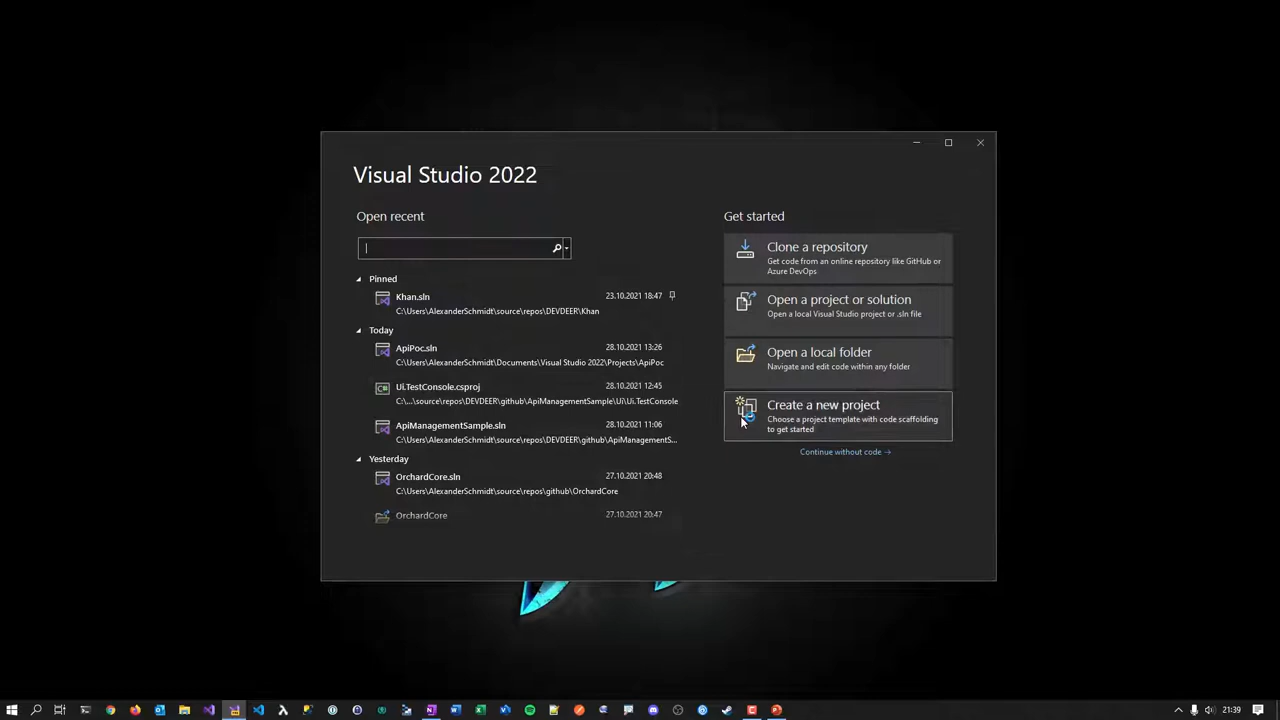 Visual Studio 2022
Open recent
Pinned
Khan.sln
23.10.2021 18:47
C:\Users\AlexanderSchmidt\source\repos\DEVDEER\Khan
Today
ApiPoc.sln
28.10.2021 13:26
C:\Users\AlexanderSchmidt\Documents\Visual Studio 2022\Projects\ApiPoc
Ui.TestConsole.csproj
28.10.2021 12:45
C:\...\source\repos\DEVDEER\github\ApiManagementSample\Ui\Ui.TestConsole
ApiManagementSample.sln
28.10.2021 11:06
C:\Users\AlexanderSchmidt\source\repos\DEVDEER\github\ApiManagementS...
Yesterday
OrchardCore.sln
27.10.2021 20:48
C:\Users\AlexanderSchmidt\source\repos\github\OrchardCore
OrchardCore
27.10.2021 20:47
Get started
Clone a repository
Get code from an online repository like GitHub or
Azure DevOps
Open a project or solution
Open a local Visual Studio project or .sln file
Open a local folder
Navigate and edit code within any folder
Create a new project
Choose a project template with code scaffolding
to get started
Continue without code →
21:39